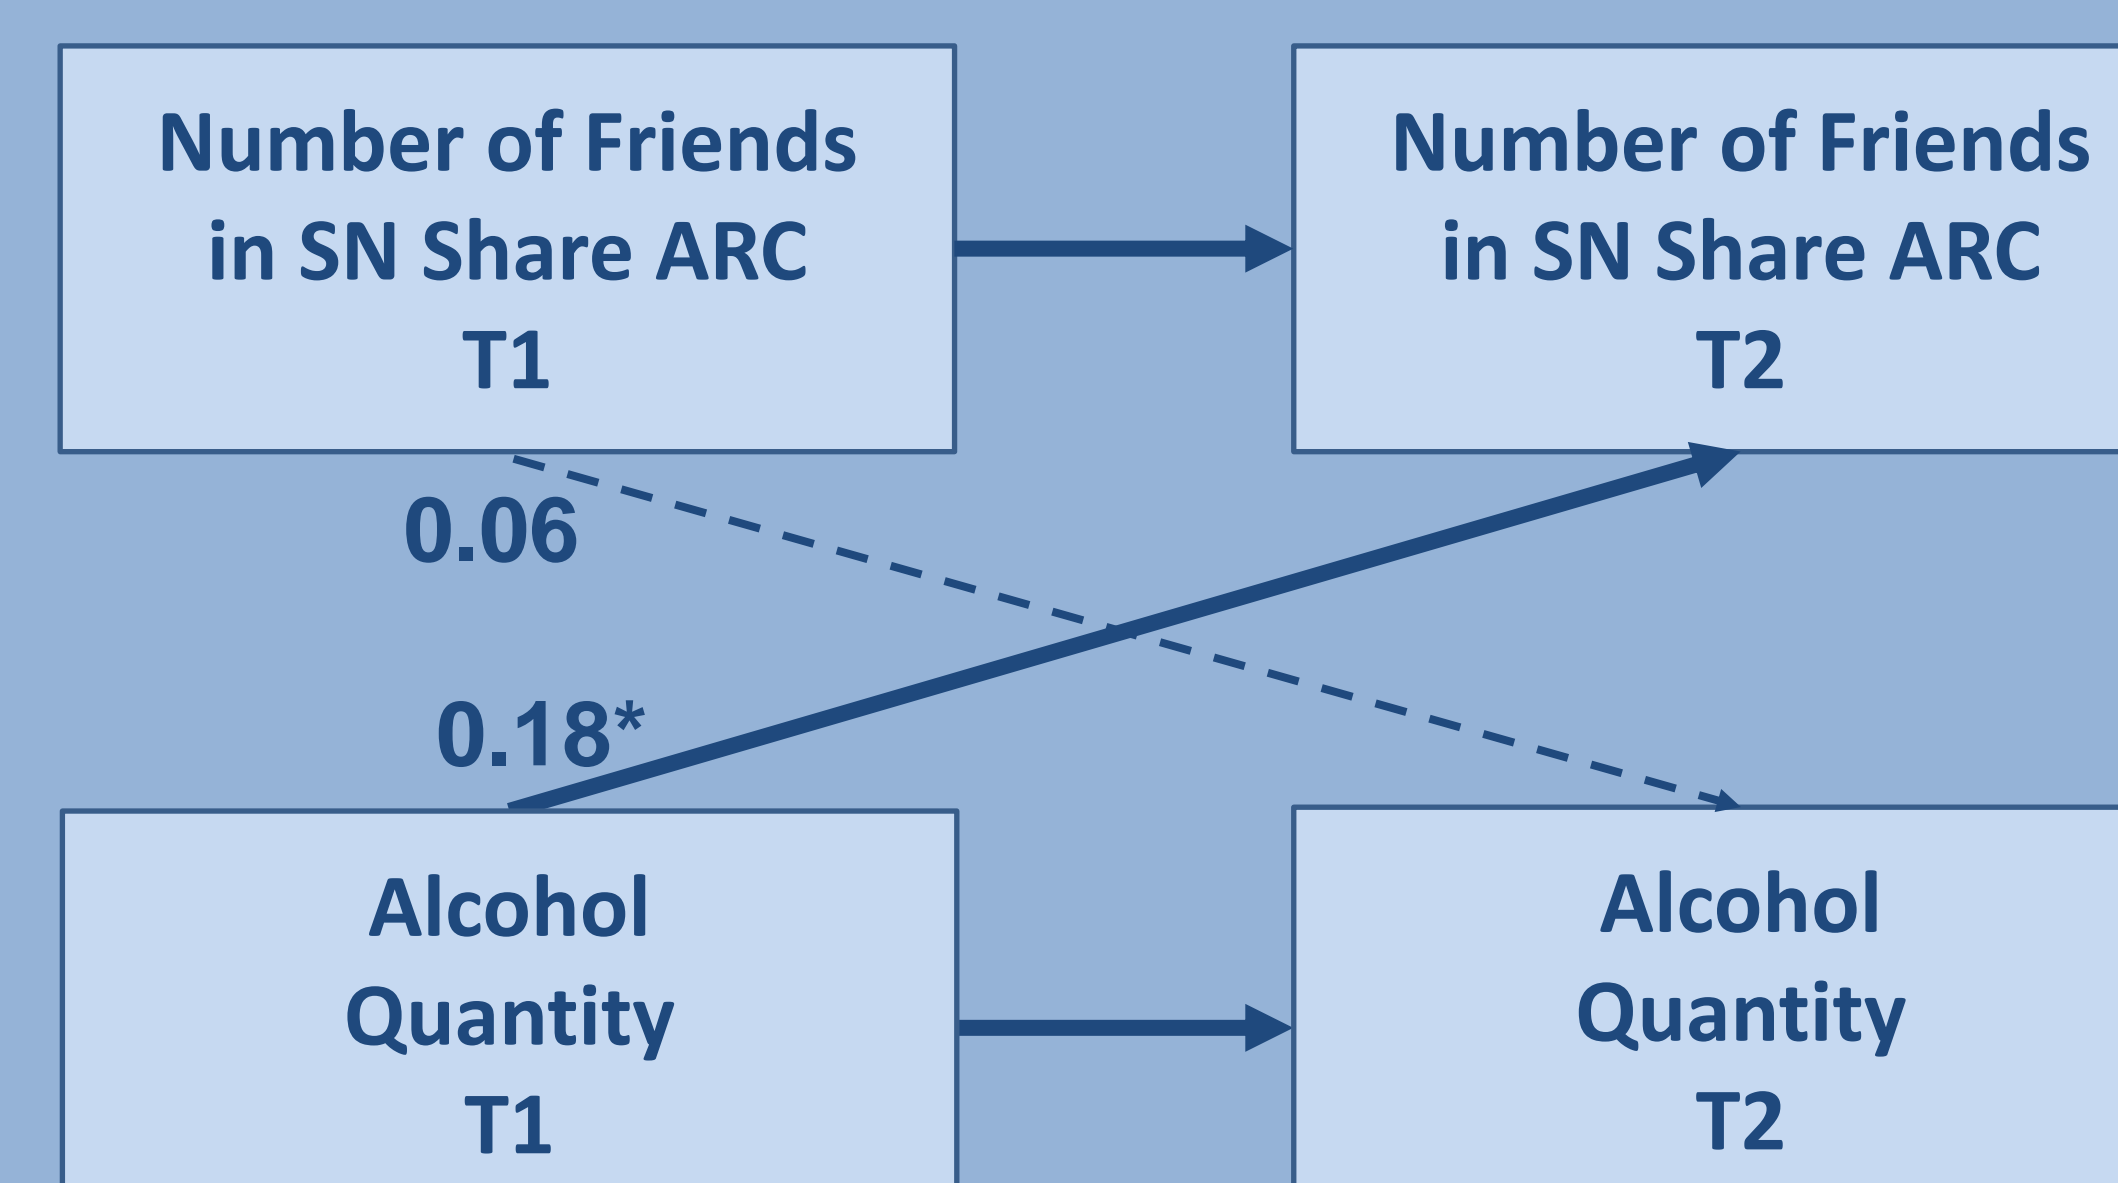 Number of Friends
in SN Share ARC
T1
Number of Friends
in SN Share ARC
T2
0.06
0.18*
Alcohol
Quantity
T1
Alcohol
Quantity
T2